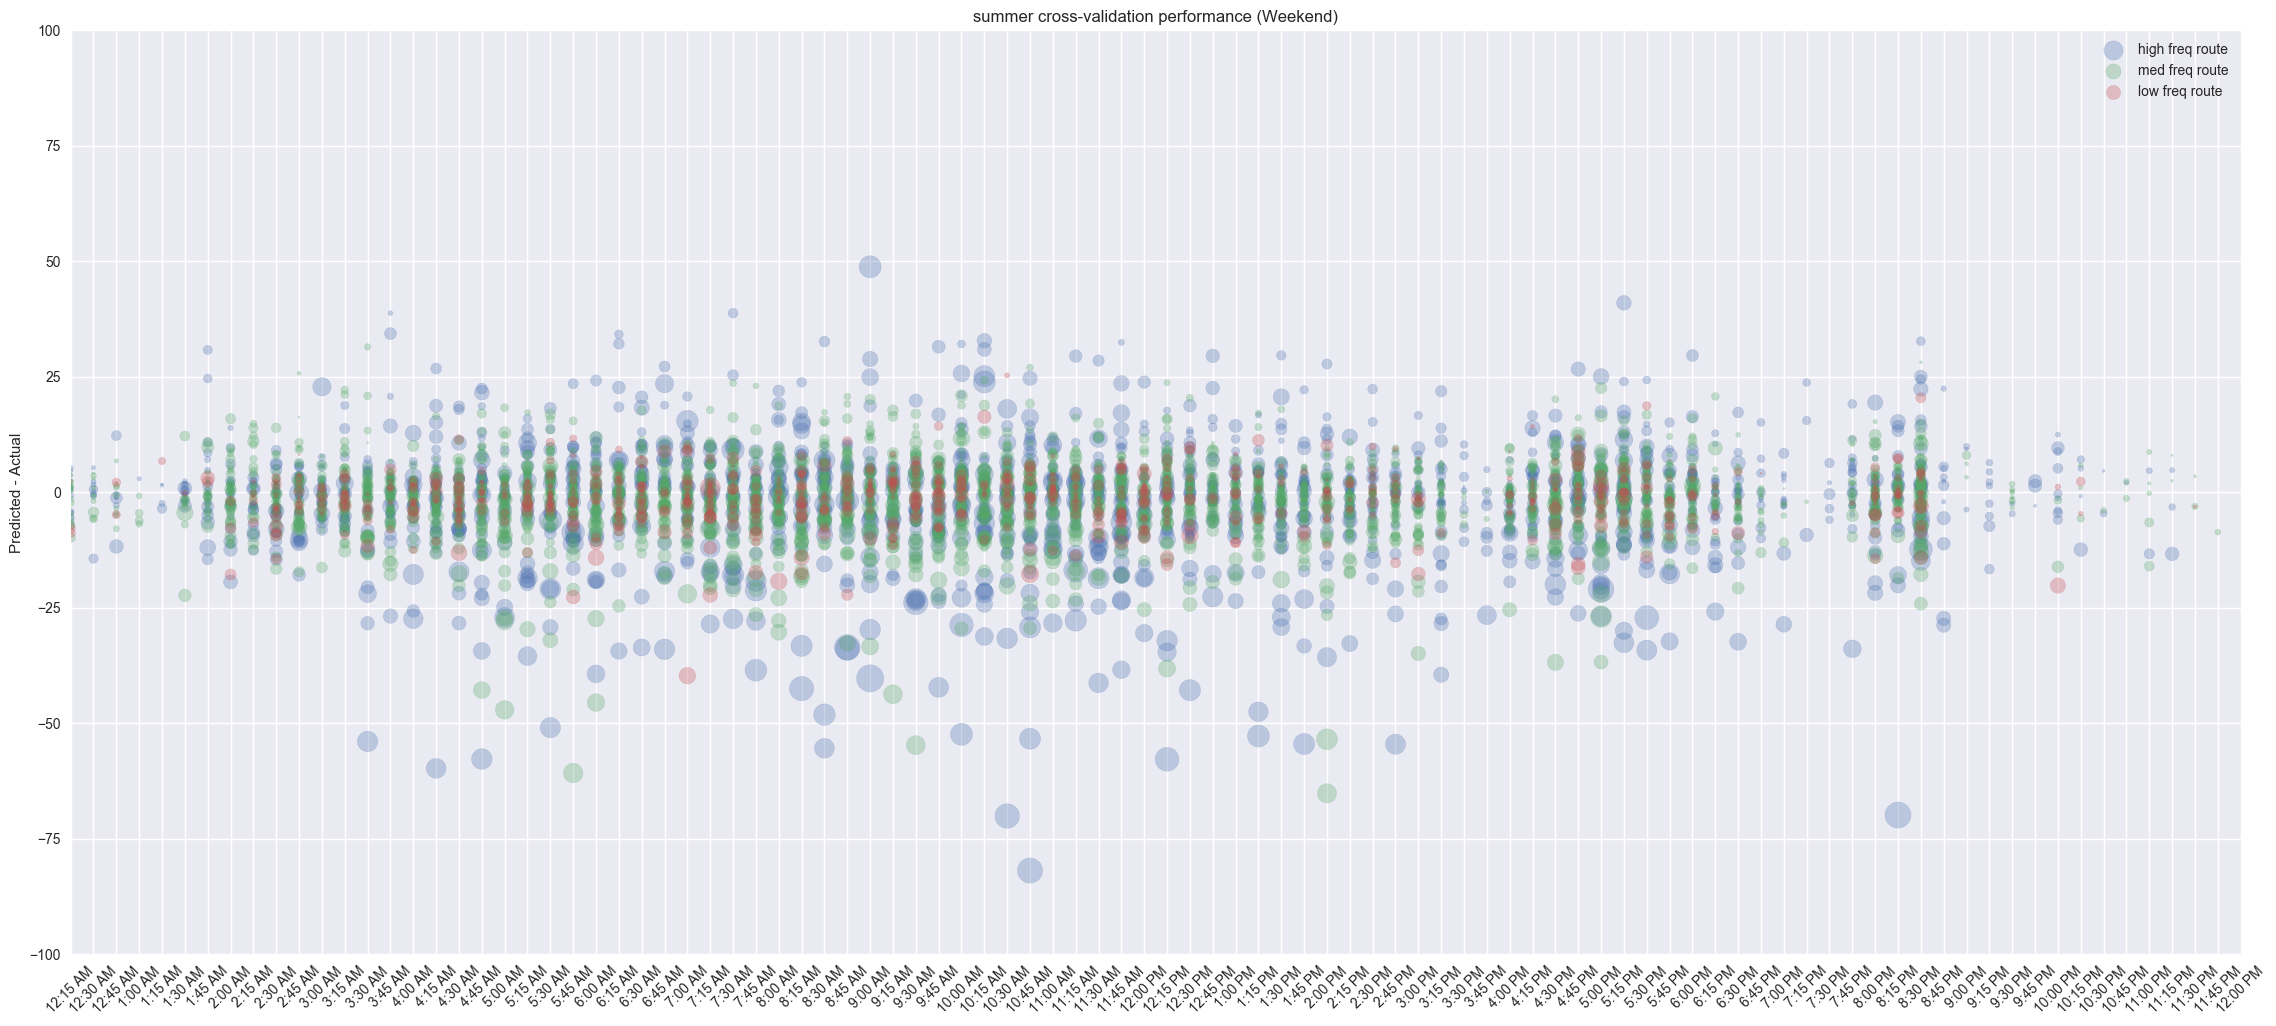 summer cross-validation performance (Weekend)
high freq route
med freq route
low freq route
Predicted - Actual
100
75
50
25
0
−25
−50
−75
−100
12:15 AM
12:30 AM
12:45 AM
1:00 AM
1:15 AM
1:30 AM
1:45 AM
2:00 AM
2:15 AM
2:30 AM
2:45 AM
3:00 AM
3:15 AM
3:30 AM
3:45 AM
4:00 AM
4:15 AM
4:30 AM
4:45 AM
5:00 AM
5:15 AM
5:30 AM
5:45 AM
6:00 AM
6:15 AM
6:30 AM
6:45 AM
7:00 AM
7:15 AM
7:30 AM
7:45 AM
8:00 AM
8:15 AM
8:30 AM
8:45 AM
9:00 AM
9:15 AM
9:30 AM
9:45 AM
10:00 AM
10:15 AM
10:30 AM
10:45 AM
11:00 AM
11:15 AM
11:30 AM
11:45 AM
12:00 PM
12:15 PM
12:30 PM
12:45 PM
1:00 PM
1:15 PM
1:30 PM
1:45 PM
2:00 PM
2:15 PM
2:30 PM
2:45 PM
3:00 PM
3:15 PM
3:30 PM
3:45 PM
4:00 PM
4:15 PM
4:30 PM
4:45 PM
5:00 PM
5:15 PM
5:30 PM
5:45 PM
6:00 PM
6:15 PM
6:30 PM
6:45 PM
7:00 PM
7:15 PM
7:30 PM
7:45 PM
8:00 PM
8:15 PM
8:30 PM
8:45 PM
9:00 PM
9:15 PM
9:30 PM
9:45 PM
10:00 PM
10:15 PM
10:30 PM
10:45 PM
11:00 PM
11:15 PM
11:30 PM
11:45 PM
12:00 PM